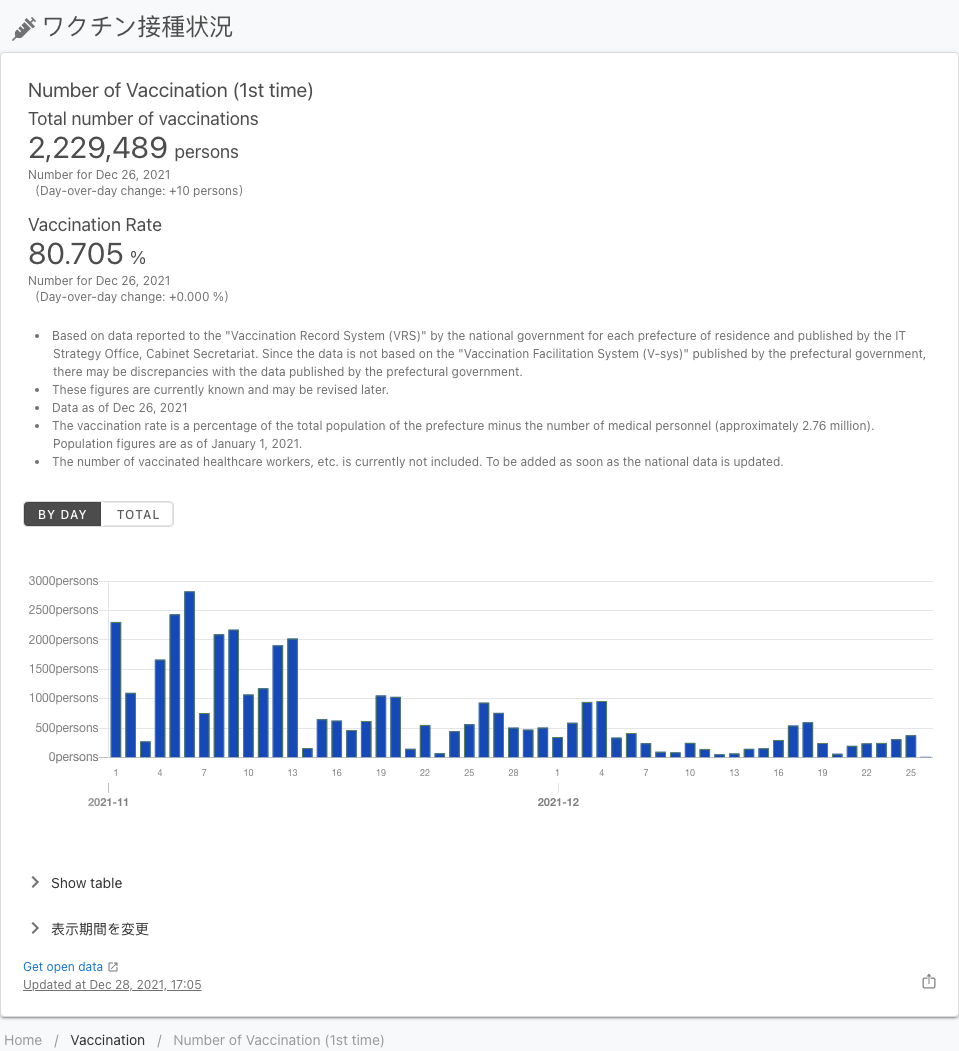 ワクチン接種状況
Number of Vaccination (1st time)
Total number of vaccinations
2,229,489 persons
Number for Dec 26, 2021
(Day-over-day change: +10 persons)
Vaccination Rate
80.705 %
Number for Dec 26, 2021
(Day-over-day change: +0.000 %)
• Based on data reported to the "Vaccination Record System (VRS)" by the national government for each prefecture of residence and published by the IT
Strategy Office, Cabinet Secretariat. Since the data is not based on the "Vaccination Facilitation System (V-sys)" published by the prefectural government,
there may be discrepancies with the data published by the prefectural government.
• These figures are currently known and may be revised later.
• Data as of Dec 26, 2021
• The vaccination rate is a percentage of the total population of the prefecture minus the number of medical personnel (approximately 2.76 million).
Population figures are as of January 1, 2021.
• The number of vaccinated healthcare workers, etc. is currently not included. To be added as soon as the national data is updated.
BY DAY TOTAL
3000persons
2500persons
2000persons
1500persons
1000persons
500persons
0persons
1 4 7 10 13 16 19 22 25 28 1 4 7 10 13 16 19 22 25
2021-11 2021-12
Show table
表示期間を変更
Get open data
Updated at Dec 28, 2021, 17:05
Home / Vaccination / Number of Vaccination (1st time)